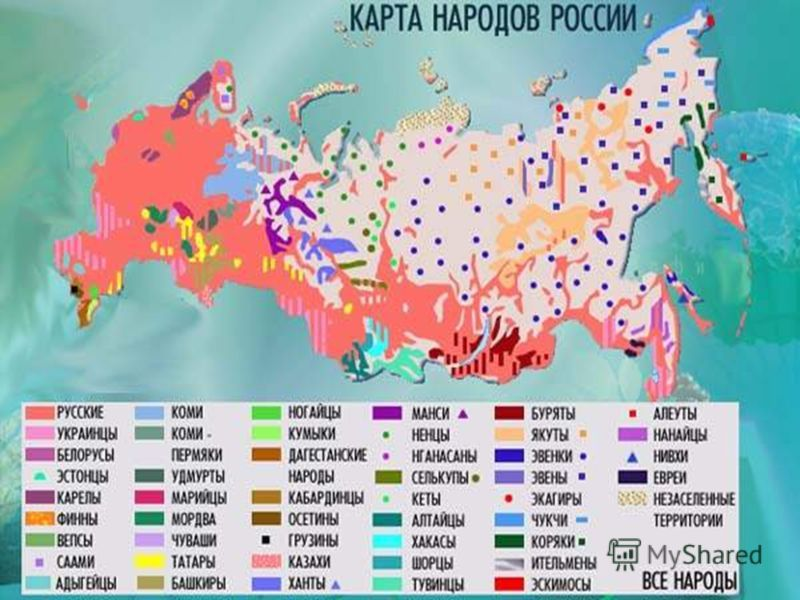 КАРТА НАРОДОВ РОССИИ
РУССКИЕ
УКРАИНЦЫ
БЕЛОРУСЫ
ЭСТОНЦЫ
КАРЕЛЫ
ФИННЫ
ВЕПСЫ
СААМИ
АДЫГЕЙЦЫ
КОМИ
КОМИ -
ПЕРМЯКИ
УДМУРТЫ
МАРИЙЦЫ
МОРДВА
ЧУВАШИ
ТАТАРЫ
БАШКИРЫ
НОГАЙЦЫ
КУМЫКИ
ДАГЕСТАНСКИЕ
НАРОДЫ
КАБАРДИНЦЫ
ОСЕТИНЫ
ГРУЗИНЫ
КАЗАХИ
ХАНТЫ
МАНСИ
НЕНЦЫ
НГАНАСАНЫ
СЕЛЬКУПЫ
КЕТЫ
АЛТАЙЦЫ
ХАКАСЫ
ШОРЦЫ
ТУВИНЦЫ
БУРЯТЫ
ЯКУТЫ
ЭВЕНКИ
ЭВЕНЫ
ЭКАГИРЫ
ЧУКЧИ
КОРЯКИ
ИТЕЛЬМЕНЫ
ЭСКИМОСЫ
АЛЕУТЫ
НАНАЙЦЫ
НИВХИ
ЕВРЕИ
НЕЗАСЕЛЕННЫЕ
ТЕРРИТОРИИ
MyShared
ВСЕ НАРОДЫ